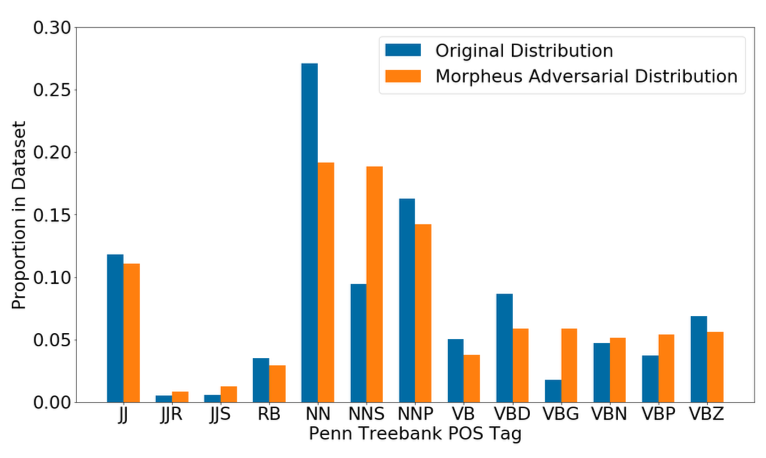 0.30
0.25
0.20
0.15
0.10
0.05
0.00
Proportion in Dataset
Original Distribution
Morpheus Adversarial Distribution
JJ JJR JJS RB NN NNS NNP VB VBD VBG VBN VBP VBZ
Penn Treebank POS Tag